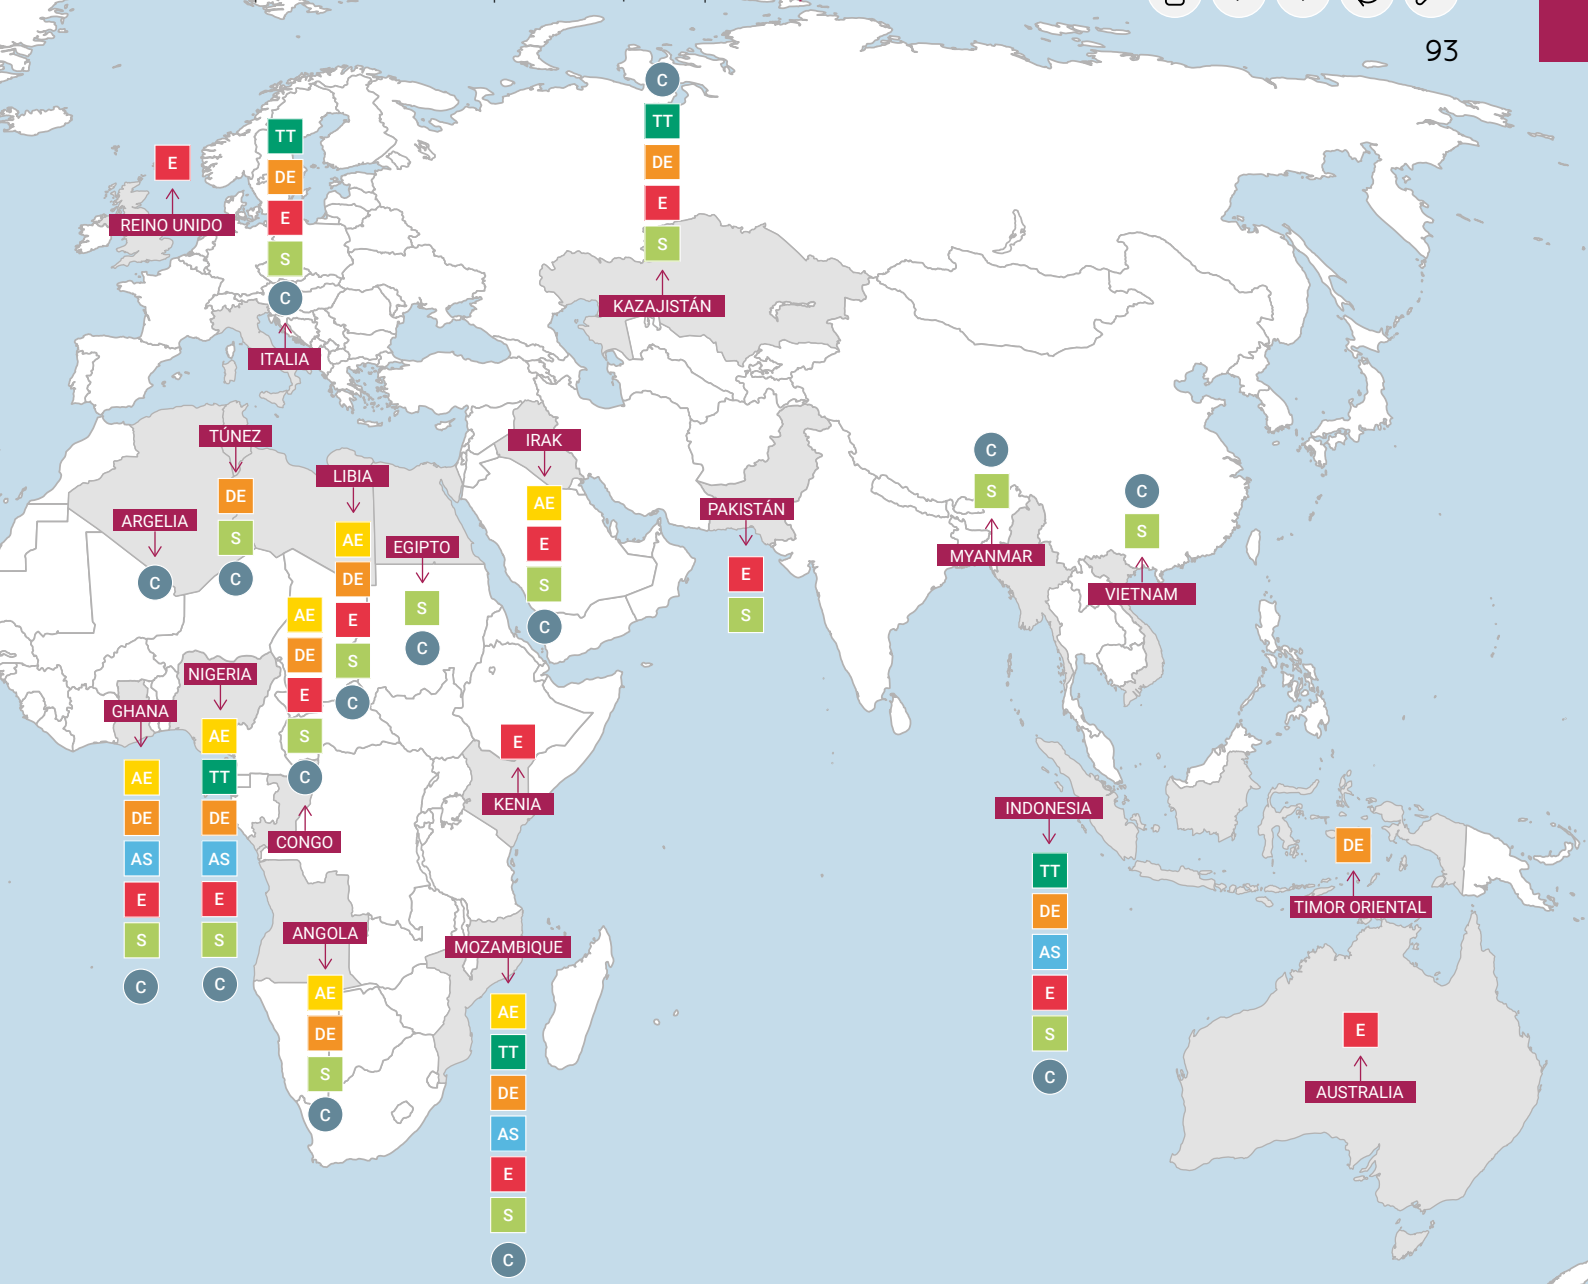 93
C
TT
DE
E
S
KAZAJISTÁN
E
REINO UNIDO
TT
DE
E
S
C
ITALIA
TÚNEZ
DE
S
C
ARGELIA
C
LIBIA
AE
DE
E
S
C
EGIPTO
S
C
IRAK
AE
E
S
C
PAKISTÁN
E
S
C
S
MYANMAR
C
S
VIETNAM
NIGERIA
AE
TT
DE
AS
E
S
C
GHANA
AE
DE
AS
E
S
C
AE
DE
E
S
C
CONGO
E
KENIA
ANGOLA
AE
DE
S
C
MOZAMBIQUE
AE
TT
DE
AS
E
S
C
INDONESIA
TT
DE
AS
E
S
C
DE
TIMOR ORIENTAL
E
AUSTRALIA